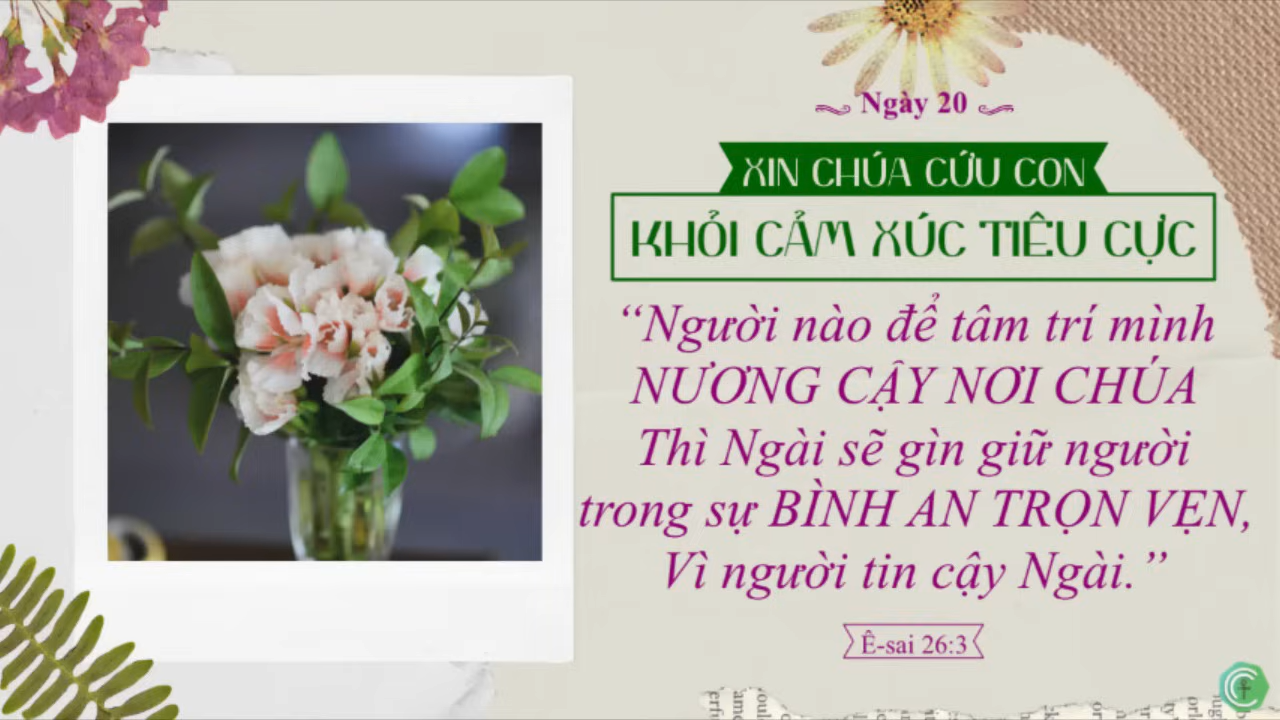 Ngày 20
XIN CHÚA CỨU CON
KHỎI CẢM XÚC TIÊU CỰC
“Người nào để tâm trí mình
NƯƠNG CẬY NƠI CHÚA
Thì Ngài sẽ gìn giữ người
trong sự BÌNH AN TRỌN VẸN,
Vì người tin cậy Ngài.”
Ê-sai 26:3